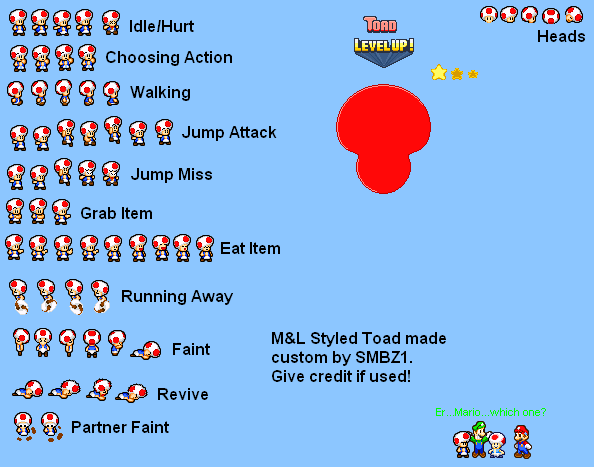 Idle/Hurt
Toad
LEVEL UP!
Heads
Choosing Action
Walking
Jump Attack
Jump Miss
Grab Item
Eat Item
Running Away
Faint
M&L Styled Toad made
custom by SMBZ1.
Give credit if used!
Revive
Partner Faint
Er...Mario...which one?